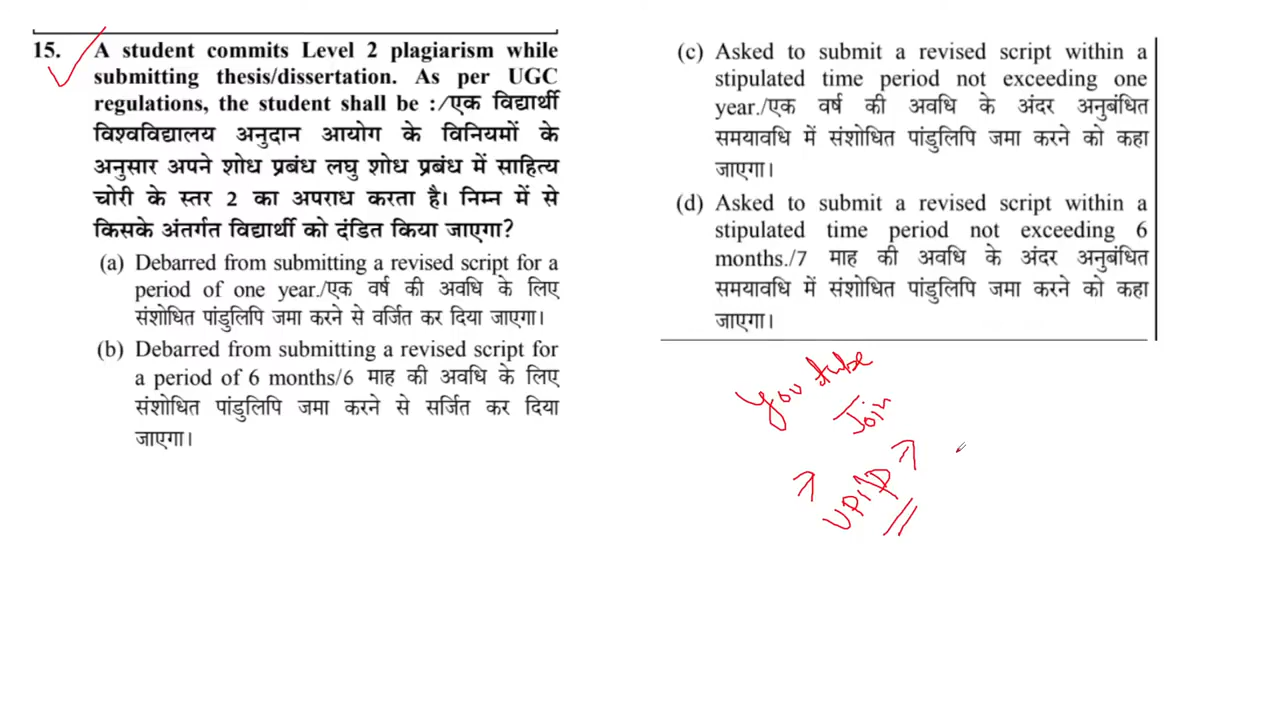 15. A student commits Level 2 plagiarism while
submitting thesis/dissertation. As per UGC
regulations, the student shall be :/एक विद्यार्थी
विश्वविद्यालय अनुदान आयोग के विनियमों के
अनुसार अपने शोध प्रबंध लघु शोध प्रबंध में साहित्य
चोरी के स्तर 2 का अपराध करता है। निम्न में से
किसके अंतर्गत विद्यार्थी को दंडित किया जाएगा?
(a) Debarred from submitting a revised script for a
period of one year./एक वर्ष की अवधि के लिए
संशोधित पांडुलिपि जमा करने से वर्जित कर दिया जाएगा।
(b) Debarred from submitting a revised script for
a period of 6 months/6 माह की अवधि के लिए
संशोधित पांडुलिपि जमा करने से सर्जित कर दिया
जाएगा।
(c) Asked to submit a revised script within a
stipulated time period not exceeding one
year./एक वर्ष की अवधि के अंदर अनुबंधित
समयावधि में संशोधित पांडुलिपि जमा करने को कहा
जाएगा।
(d) Asked to submit a revised script within a
stipulated time period not exceeding 6
months./7 माह की अवधि के अंदर अनुबंधित
समयावधि में संशोधित पांडुलिपि जमा करने को कहा
जाएगा।
You tube
Join